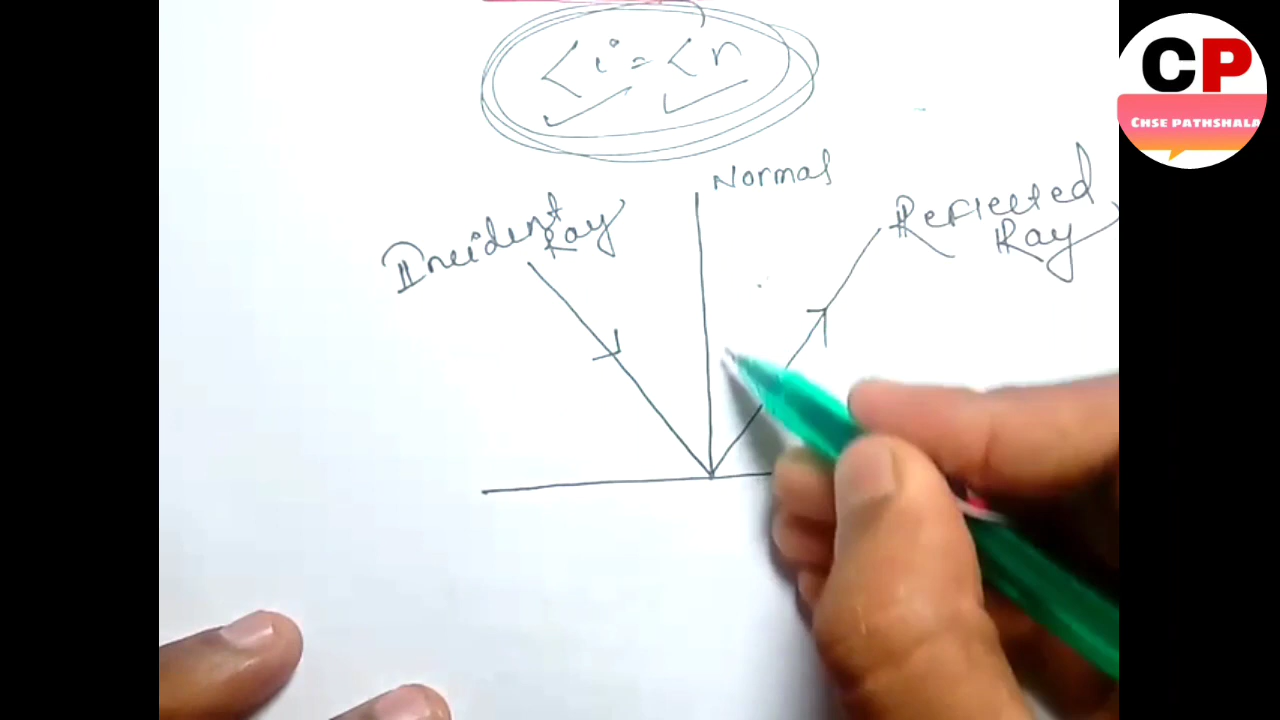 <i = <r
Normal
Incident
Ray
Reflected
Ray
CP
CHSE PATHSHALA